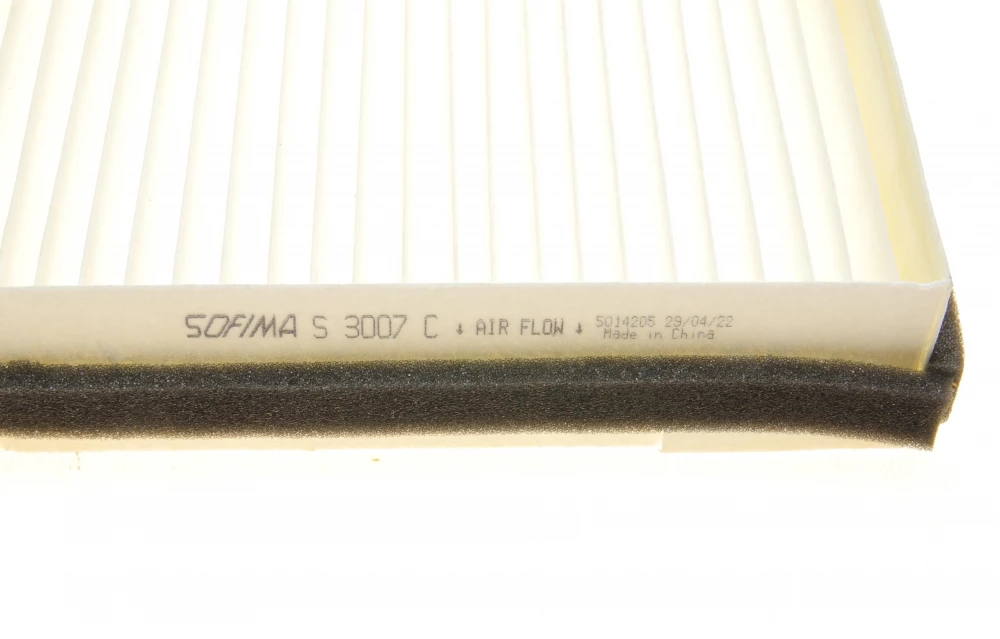 SOFIMA S 3007 C ↓ AIR FLOW ↓ 5014205 29/04/22
Made in China